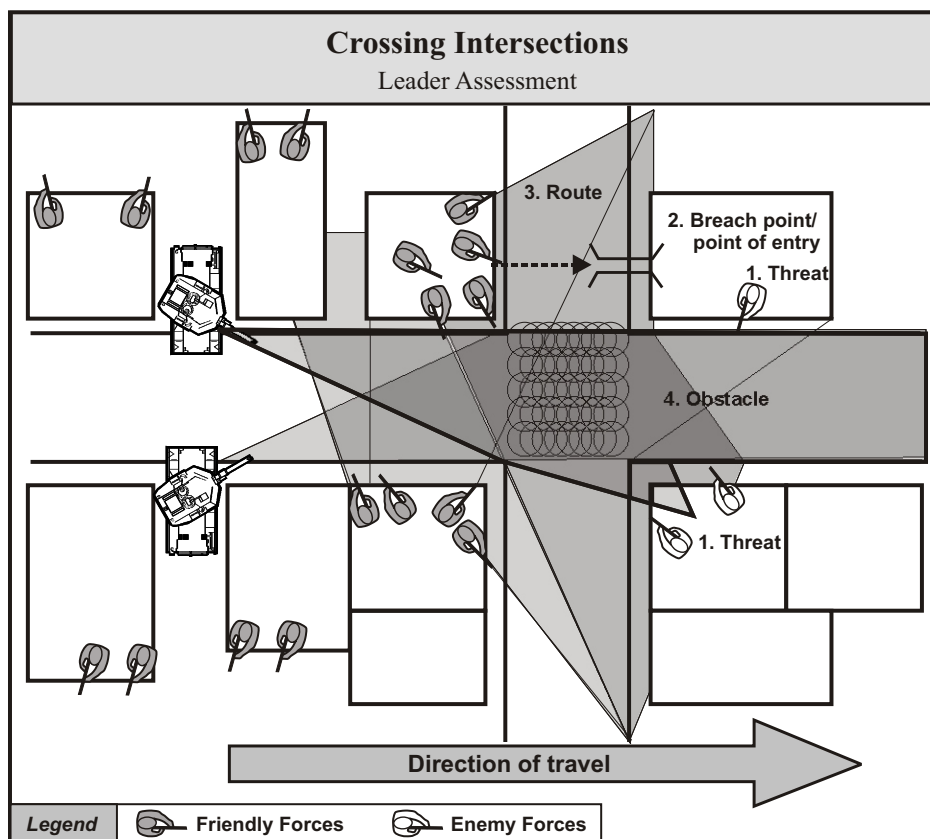 Crossing Intersections
Leader Assessment
3. Route
2. Breach point/
point of entry
1. Threat
4. Obstacle
1. Threat
Direction of travel
Legend
Friendly Forces
Enemy Forces